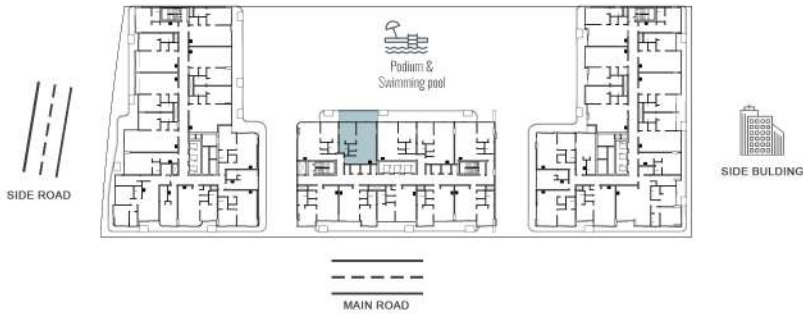 Podium &
Swimming pool
SIDE ROAD
SIDE BULDING
MAIN ROAD